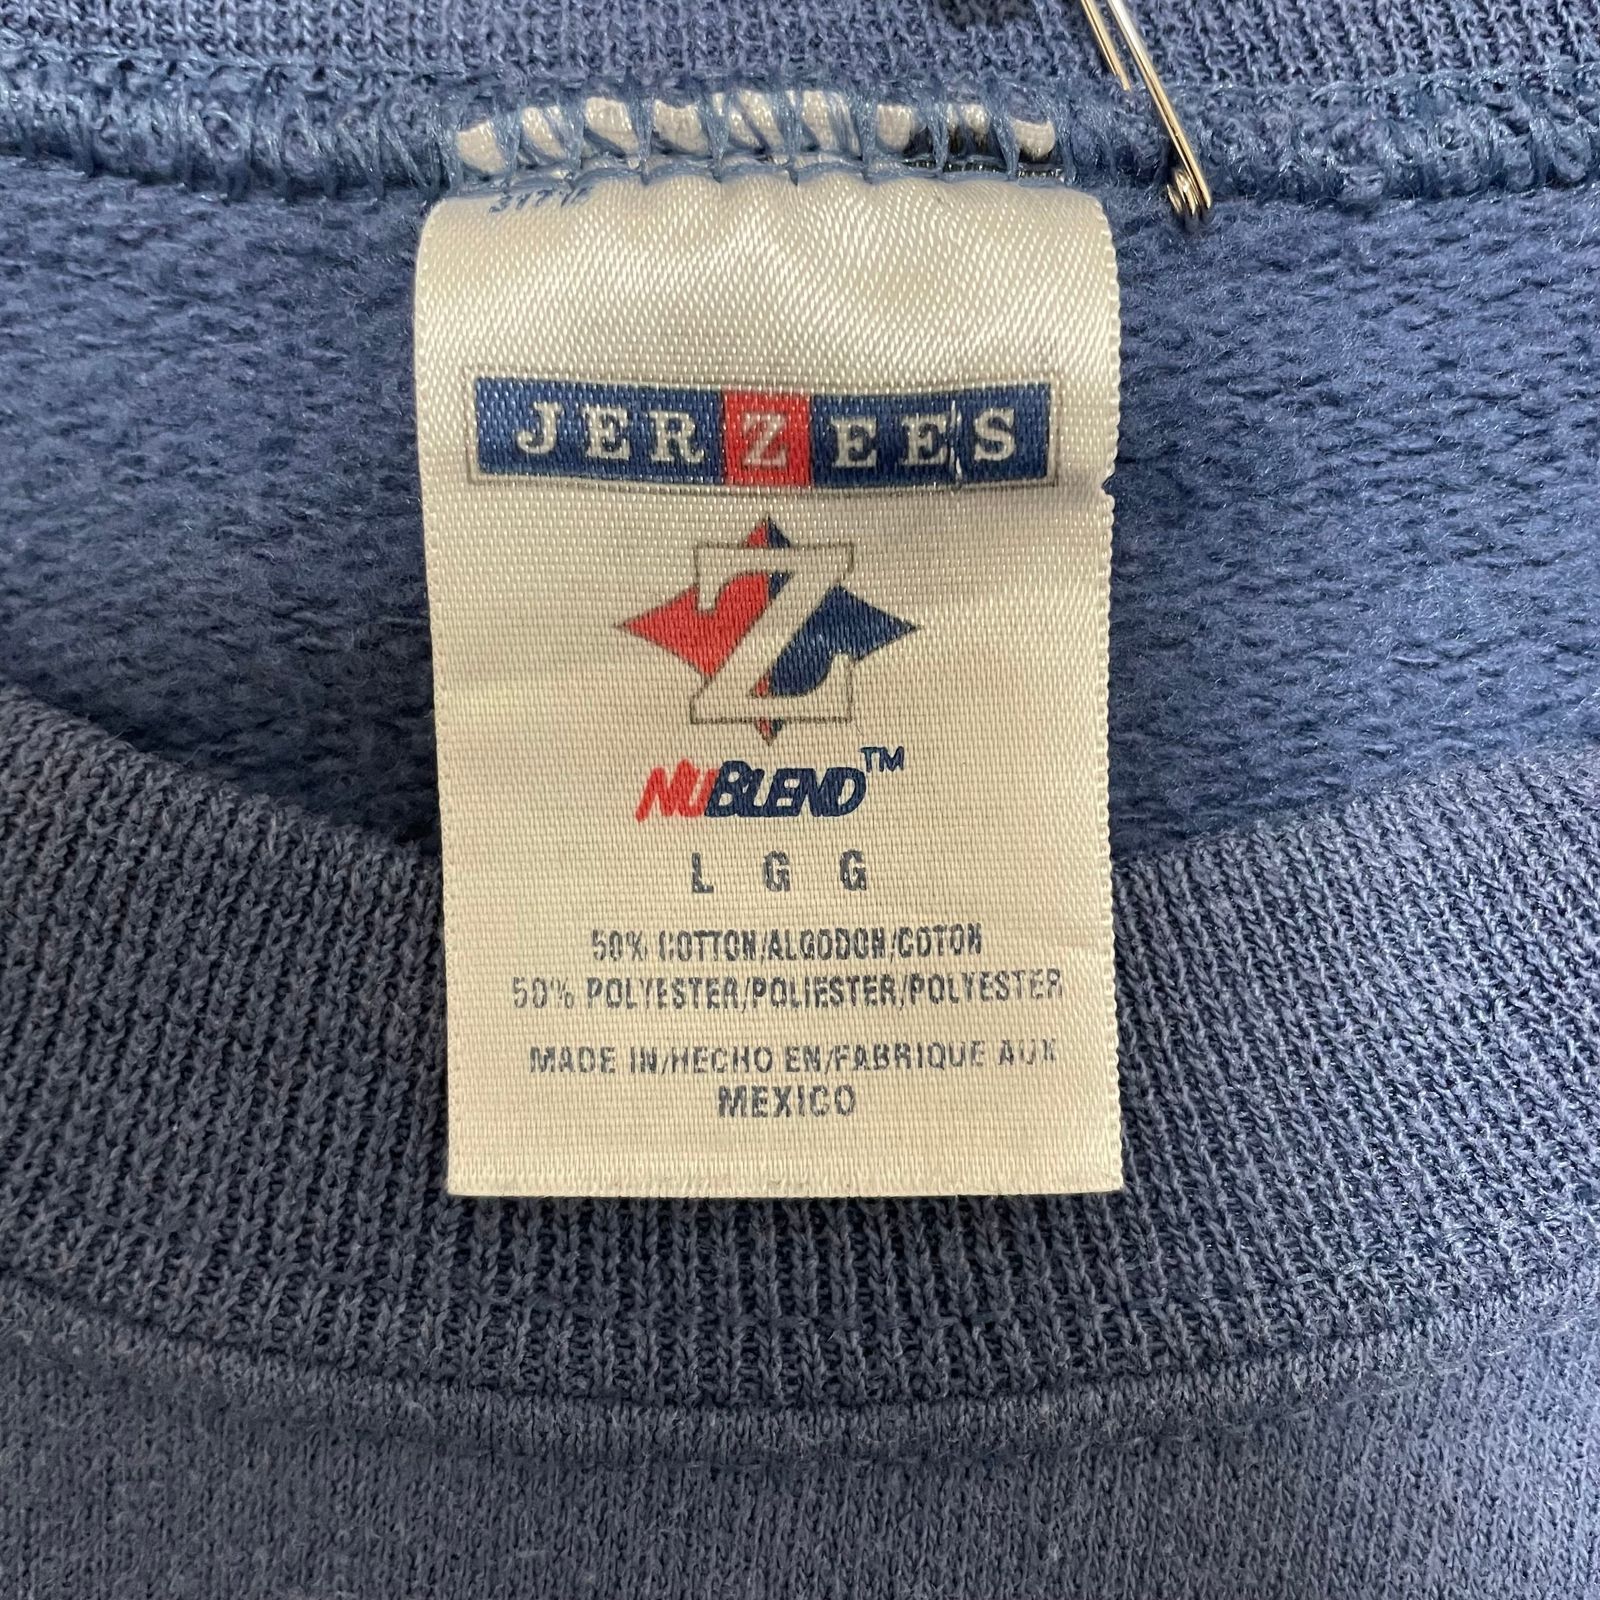 JERZEES
Z
NUBLEND™
L G G
50% COTTON/ALGODON/COTON
50% POLYESTER/POLIESTER/POLYESTER
MADE IN/HECHO EN/FABRIQUE AUX
MEXICO